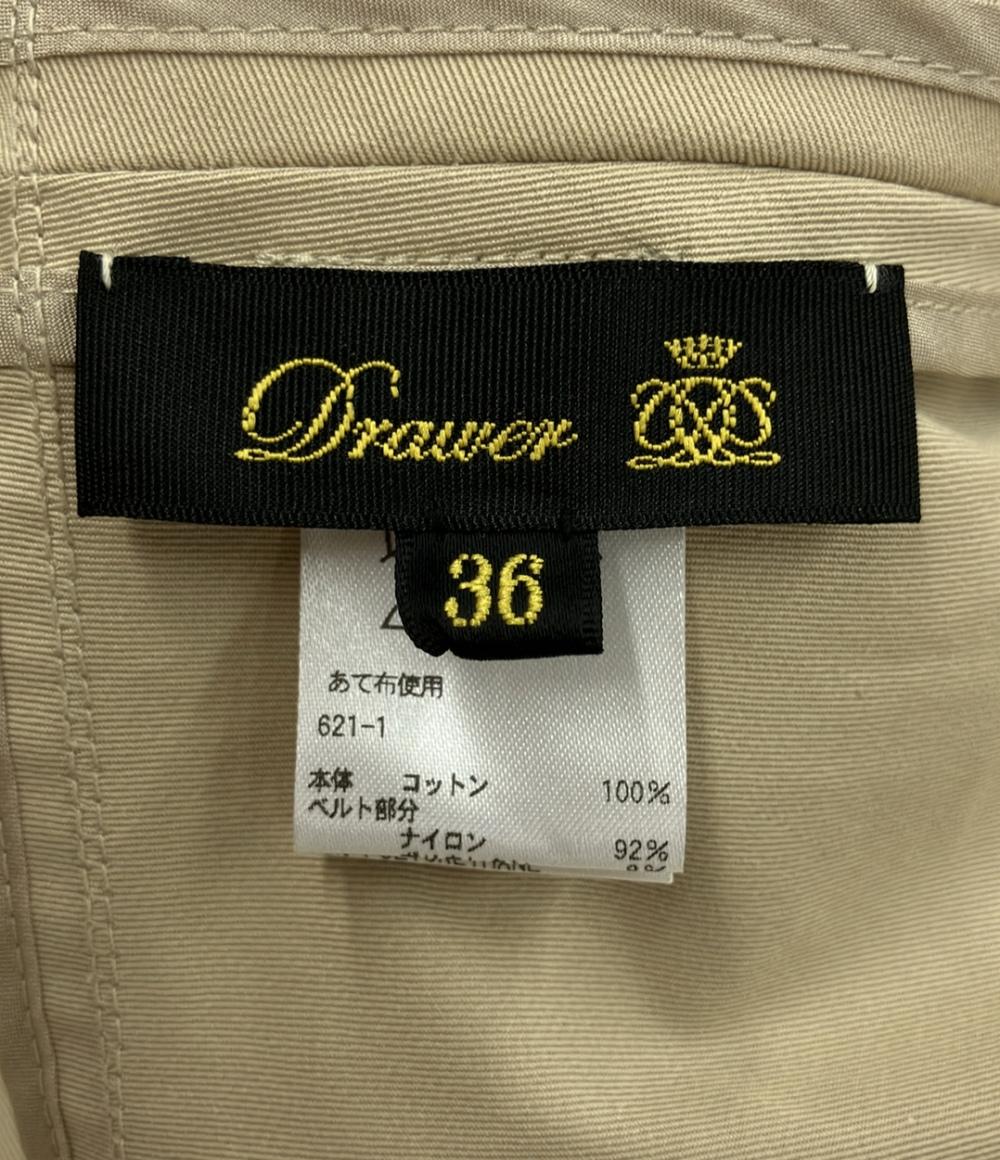 Drawer
36
あて布使用
621-1
本体 コットン 100%
ベルト部分
ナイロン 92%
8%